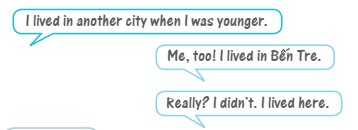 I lived in another city when I was younger.
Me, too! I lived in Bến Tre.
Really? I didn't. I lived here.